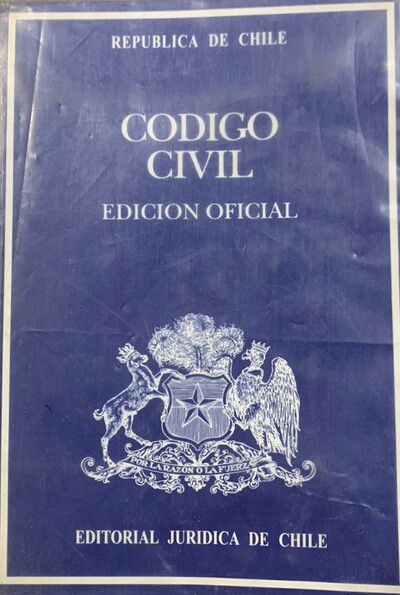 REPUBLICA DE CHILE
CODIGO
CIVIL
EDICION OFICIAL
POR LA RAZON O LA FUERZA
EDITORIAL JURIDICA DE CHILE